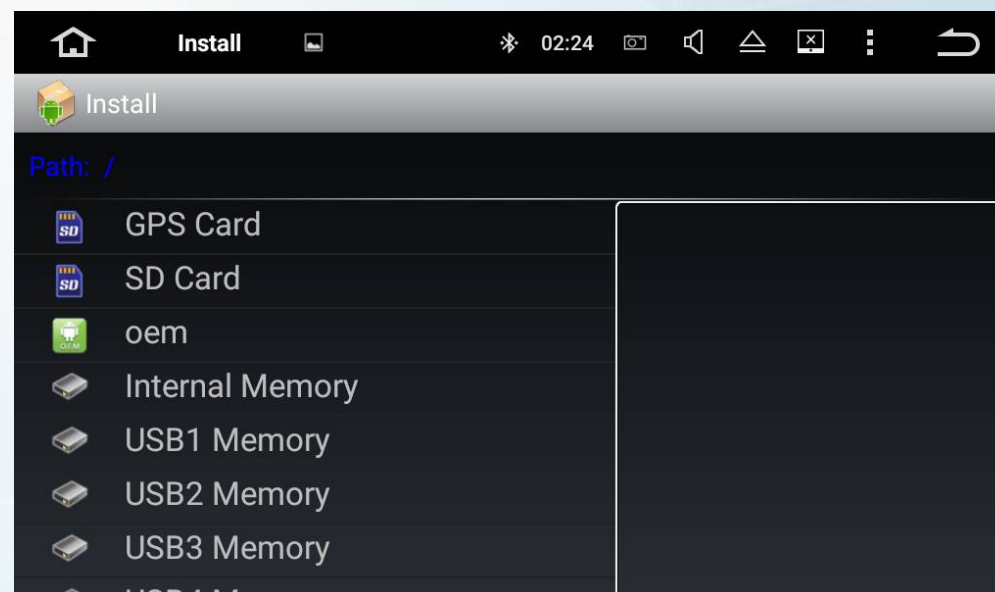 Install 02:24
Install
Path: /
GPS Card
SD Card
oem
Internal Memory
USB1 Memory
USB2 Memory
USB3 Memory